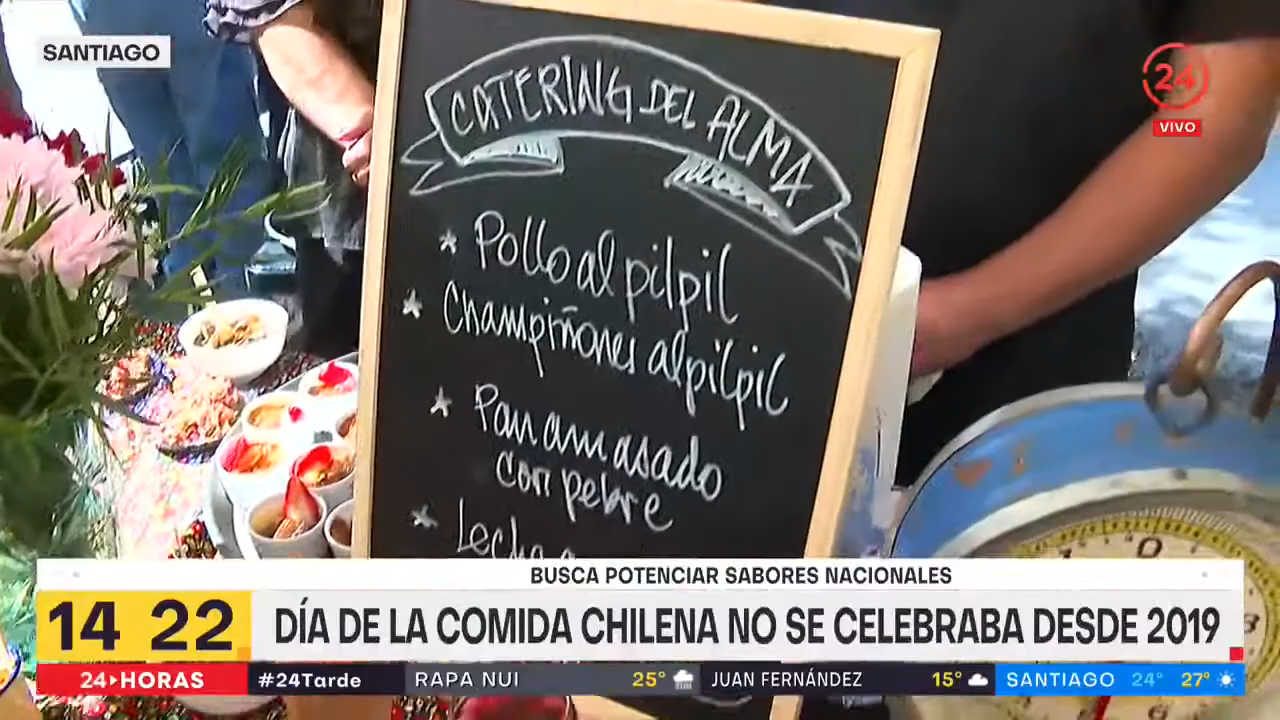 SANTIAGO
24
VIVO
CATERING DEL ALMA
* Pollo al pilpil
* Champiñones al pilpil
* Pan amasado
con pebre
* Leche
0
BUSCA POTENCIAR SABORES NACIONALES
14 22
DÍA DE LA COMIDA CHILENA NO SE CELEBRABA DESDE 2019
24 HORAS
#24Tarde
RAPA NUI 25°
JUAN FERNÁNDEZ 15°
SANTIAGO 24° 27°